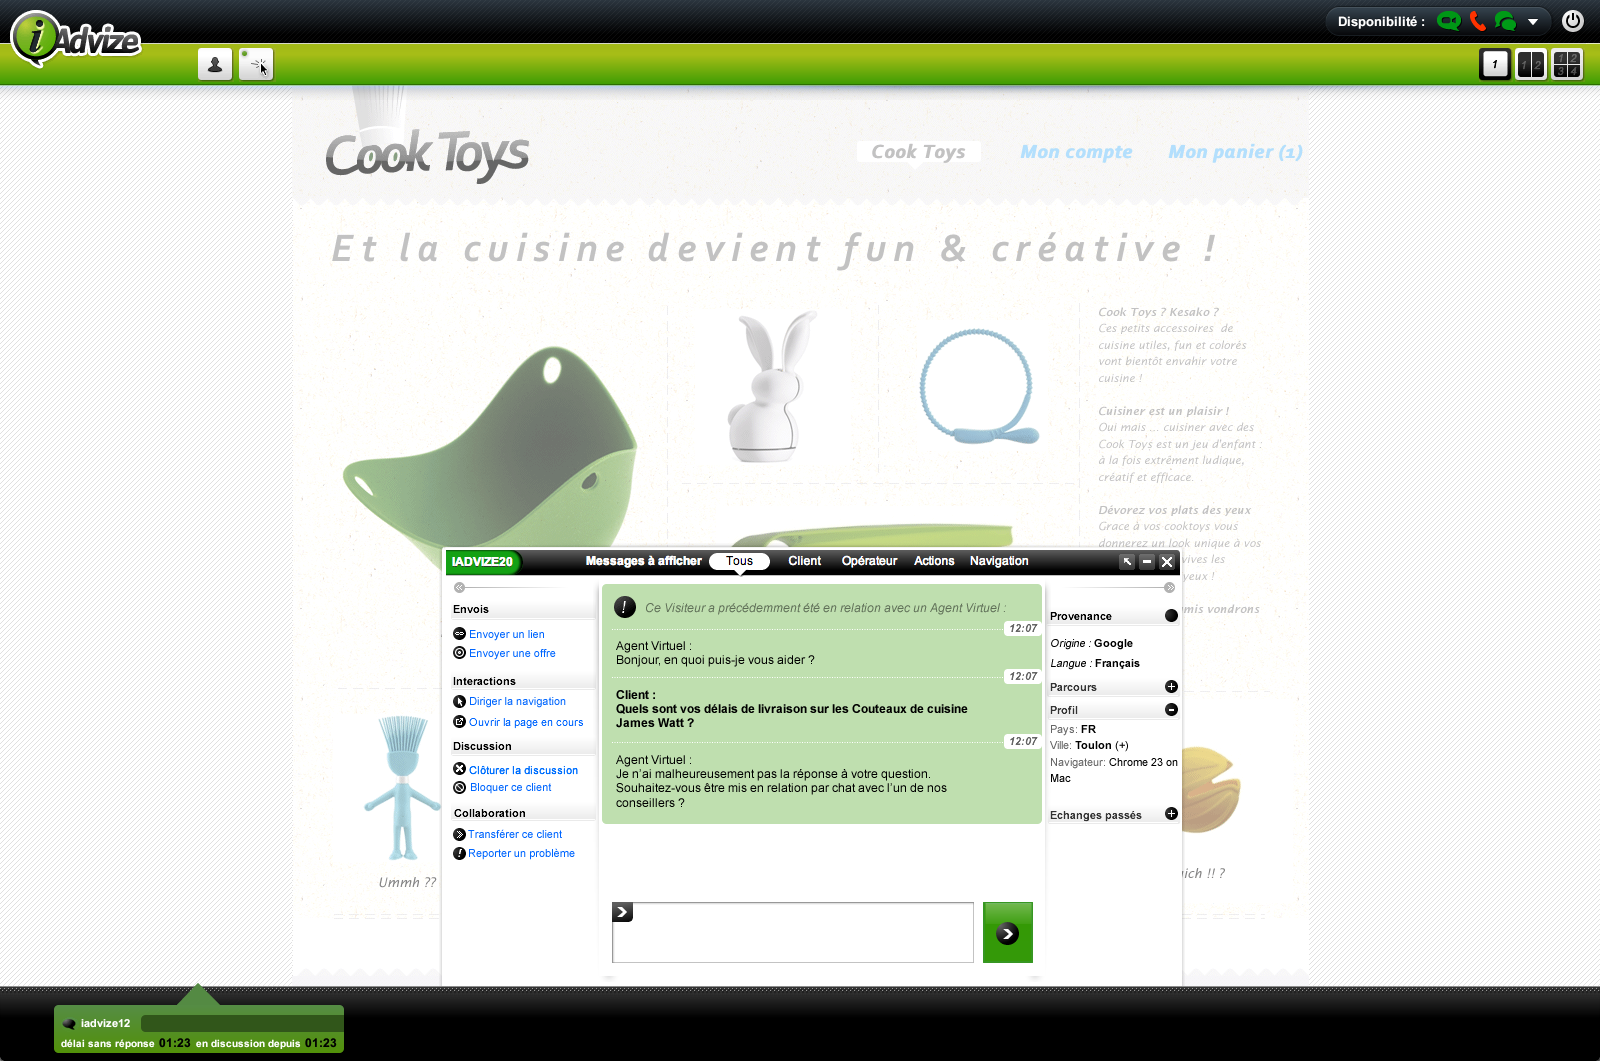 iAdvize
Disponibilité :
1
1 2
1 2
3 4
Cook Toys
Cook Toys
Mon compte
Mon panier (1)
Et la cuisine devient fun & créative !
Cook Toys ? Kesako ?
Ces petits accessoires de
cuisine utiles, fun et colorés
vont bientôt envahir votre
cuisine !
Cuisiner est un plaisir !
Oui mais ... cuisiner avec des
Cook Toys est un jeu d'enfant :
à la fois extrêment ludique,
créatif et efficace.
Dévorez vos plats des yeux
Grace à vos cooktoys vous
donnerez un look unique à vos
vives les
yeux !
mis vondrons
IADVIZE20
Messages à afficher
Tous
Client
Opérateur
Actions
Navigation
Envois
Envoyer un lien
Envoyer une offre
Interactions
Diriger la navigation
Ouvrir la page en cours
Discussion
Clôturer la discussion
Bloquer ce client
Collaboration
Transférer ce client
Reporter un problème
Ce Visiteur a précédemment été en relation avec un Agent Virtuel :
12:07
Agent Virtuel :
Bonjour, en quoi puis-je vous aider ?
12:07
Client :
Quels sont vos délais de livraison sur les Couteaux de cuisine
James Watt ?
12:07
Agent Virtuel :
Je n'ai malheureusement pas la réponse à votre question.
Souhaitez-vous être mis en relation par chat avec l'un de nos
conseillers ?
Provenance
Origine : Google
Langue : Français
Parcours
Profil
Pays: FR
Ville: Toulon (+)
Navigateur: Chrome 23 on
Mac
Echanges passés
Ummh ??
ich !! ?
iadvize12
délai sans réponse 01:23 en discussion depuis 01:23